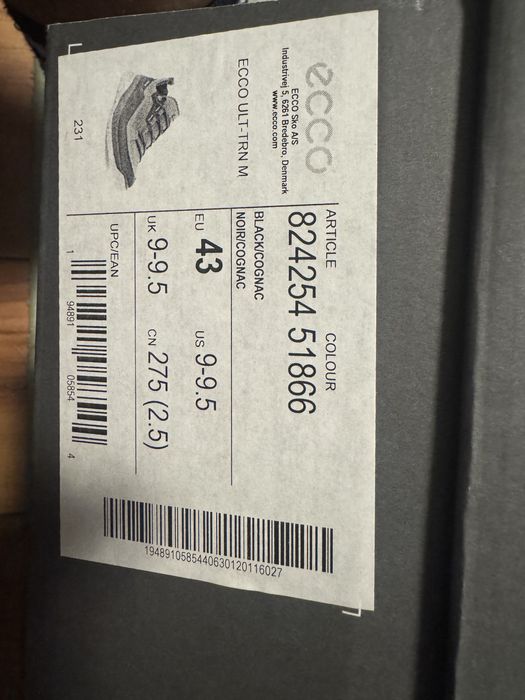 ecco
ECCO Sko A/S
Industrivej 5, 6261 Bredebro, Denmark
www.ecco.com
ECCO ULT-TRN M
231
ARTICLE COLOUR
824254 51866
BLACK/COGNAC
NOIR/COGNAC
EU 43 US 9-9.5
UK 9-9.5 CN 275 (2.5)
UPC/EAN
1 94891 05854 4
1948910585440630120116027